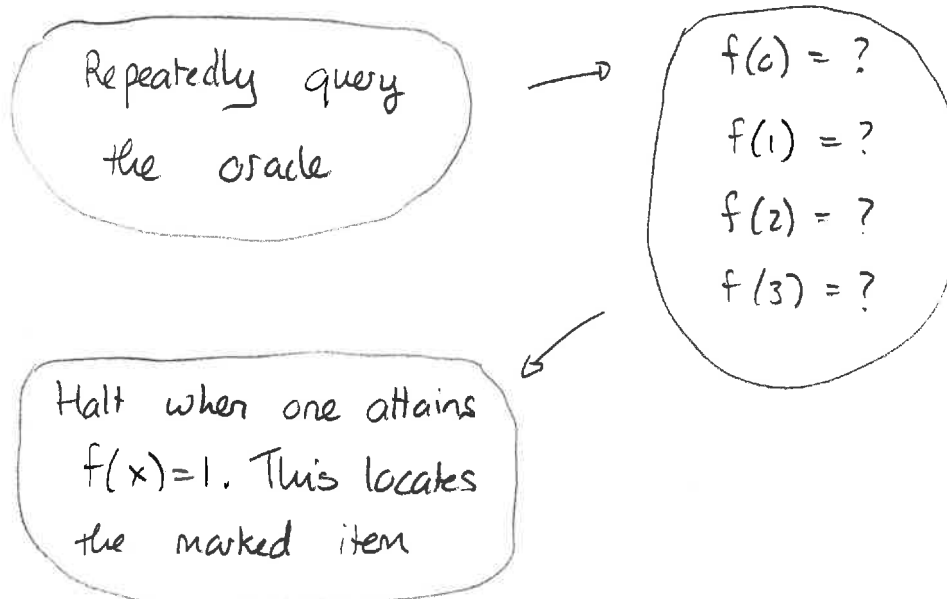 Repeatedly query
the oracle
f(0) = ?
f(1) = ?
f(2) = ?
f(3) = ?
Halt when one attains
f(x)=1. This locates
the marked item